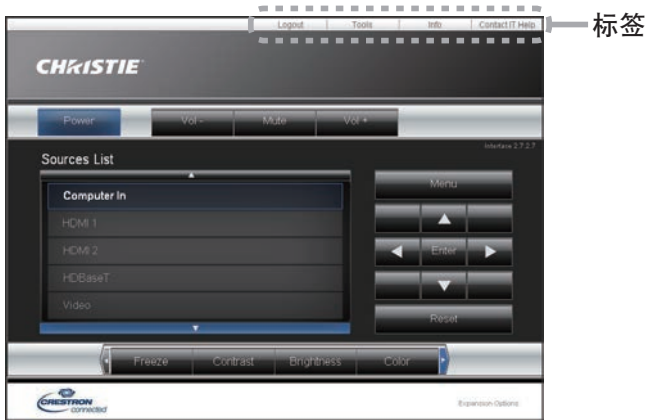 Logout Tools Info Contact IT Help
标签
CHRISTIE
Power Vol - Mute Vol +
Interface 2.7.2.7
Sources List
Computer In
HDMI 1
HDMI 2
HDBaseT
Video
Menu
Enter
Reset
Freeze Contrast Brightness Color
CRESTRON
connected
Expansion Options